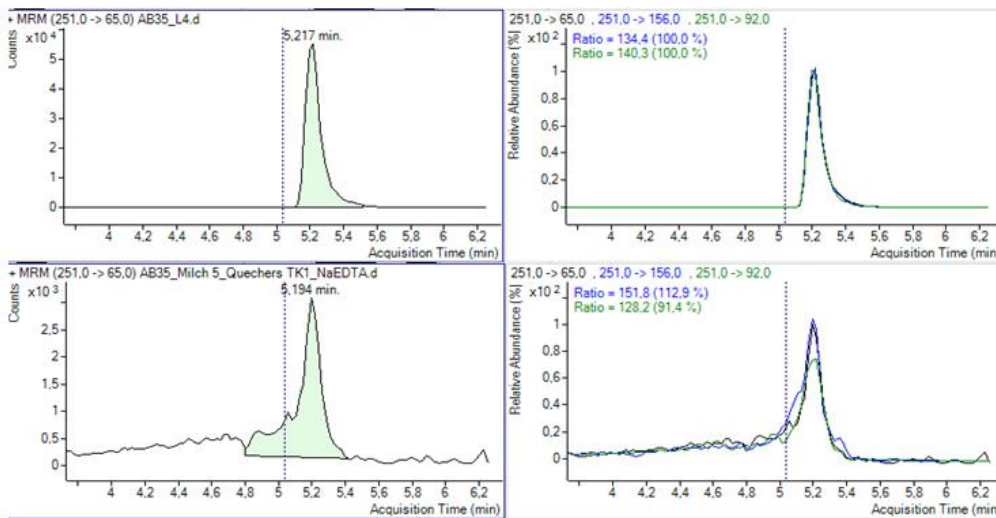 + MRM (251,0 -> 65,0) AB35_L4.d
Counts
x10⁴
5,217 min.
5
4
3
2
1
0
4 4,2 4,4 4,6 4,8 5 5,2 5,4 5,6 5,8 6 6,2
Acquisition Time (min)
251,0 -> 65,0 , 251,0 -> 156,0 , 251,0 -> 92,0
Relative Abundance (%)
x10²
Ratio = 134,4 (100,0 %)
Ratio = 140,3 (100,0 %)
1
0,8
0,6
0,4
0,2
0
4 4,2 4,4 4,6 4,8 5 5,2 5,4 5,6 5,8 6 6,2
Acquisition Time (min)
+ MRM (251,0 -> 65,0) AB35_Milch 5_Quechers TK1_NaEDTA.d
Counts
x10³
5,194 min.
2,5
2
1,5
1
0,5
0
4 4,2 4,4 4,6 4,8 5 5,2 5,4 5,6 5,8 6 6,2
Acquisition Time (min)
251,0 -> 65,0 , 251,0 -> 156,0 , 251,0 -> 92,0
Relative Abundance (%)
x10²
Ratio = 151,8 (112,9 %)
Ratio = 128,2 (91,4 %)
1
0,8
0,6
0,4
0,2
0
4 4,2 4,4 4,6 4,8 5 5,2 5,4 5,6 5,8 6 6,2
Acquisition Time (min)